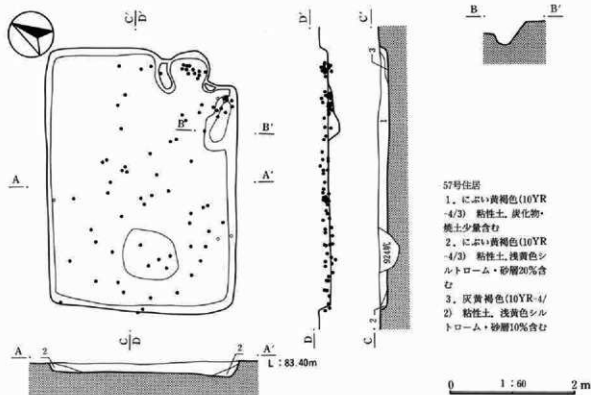 C' D'
D'
C'
B B'
3
1
B' B'
A A'
924坑
2
C D
D
C
A A'
2 2
L：83.40m
57号住居
1．にぶい黄褐色(10YR
-4/3) 粘性土､炭化物・
焼土少量含む
2．にぶい黄褐色(10YR
-4/3) 粘性土､浅黄色シ
ルトローム・砂層20%含
む
3．灰黄褐色(10YR-4/
2) 粘性土､浅黄色シル
トローム・砂層10%含む
0 1：60 2m